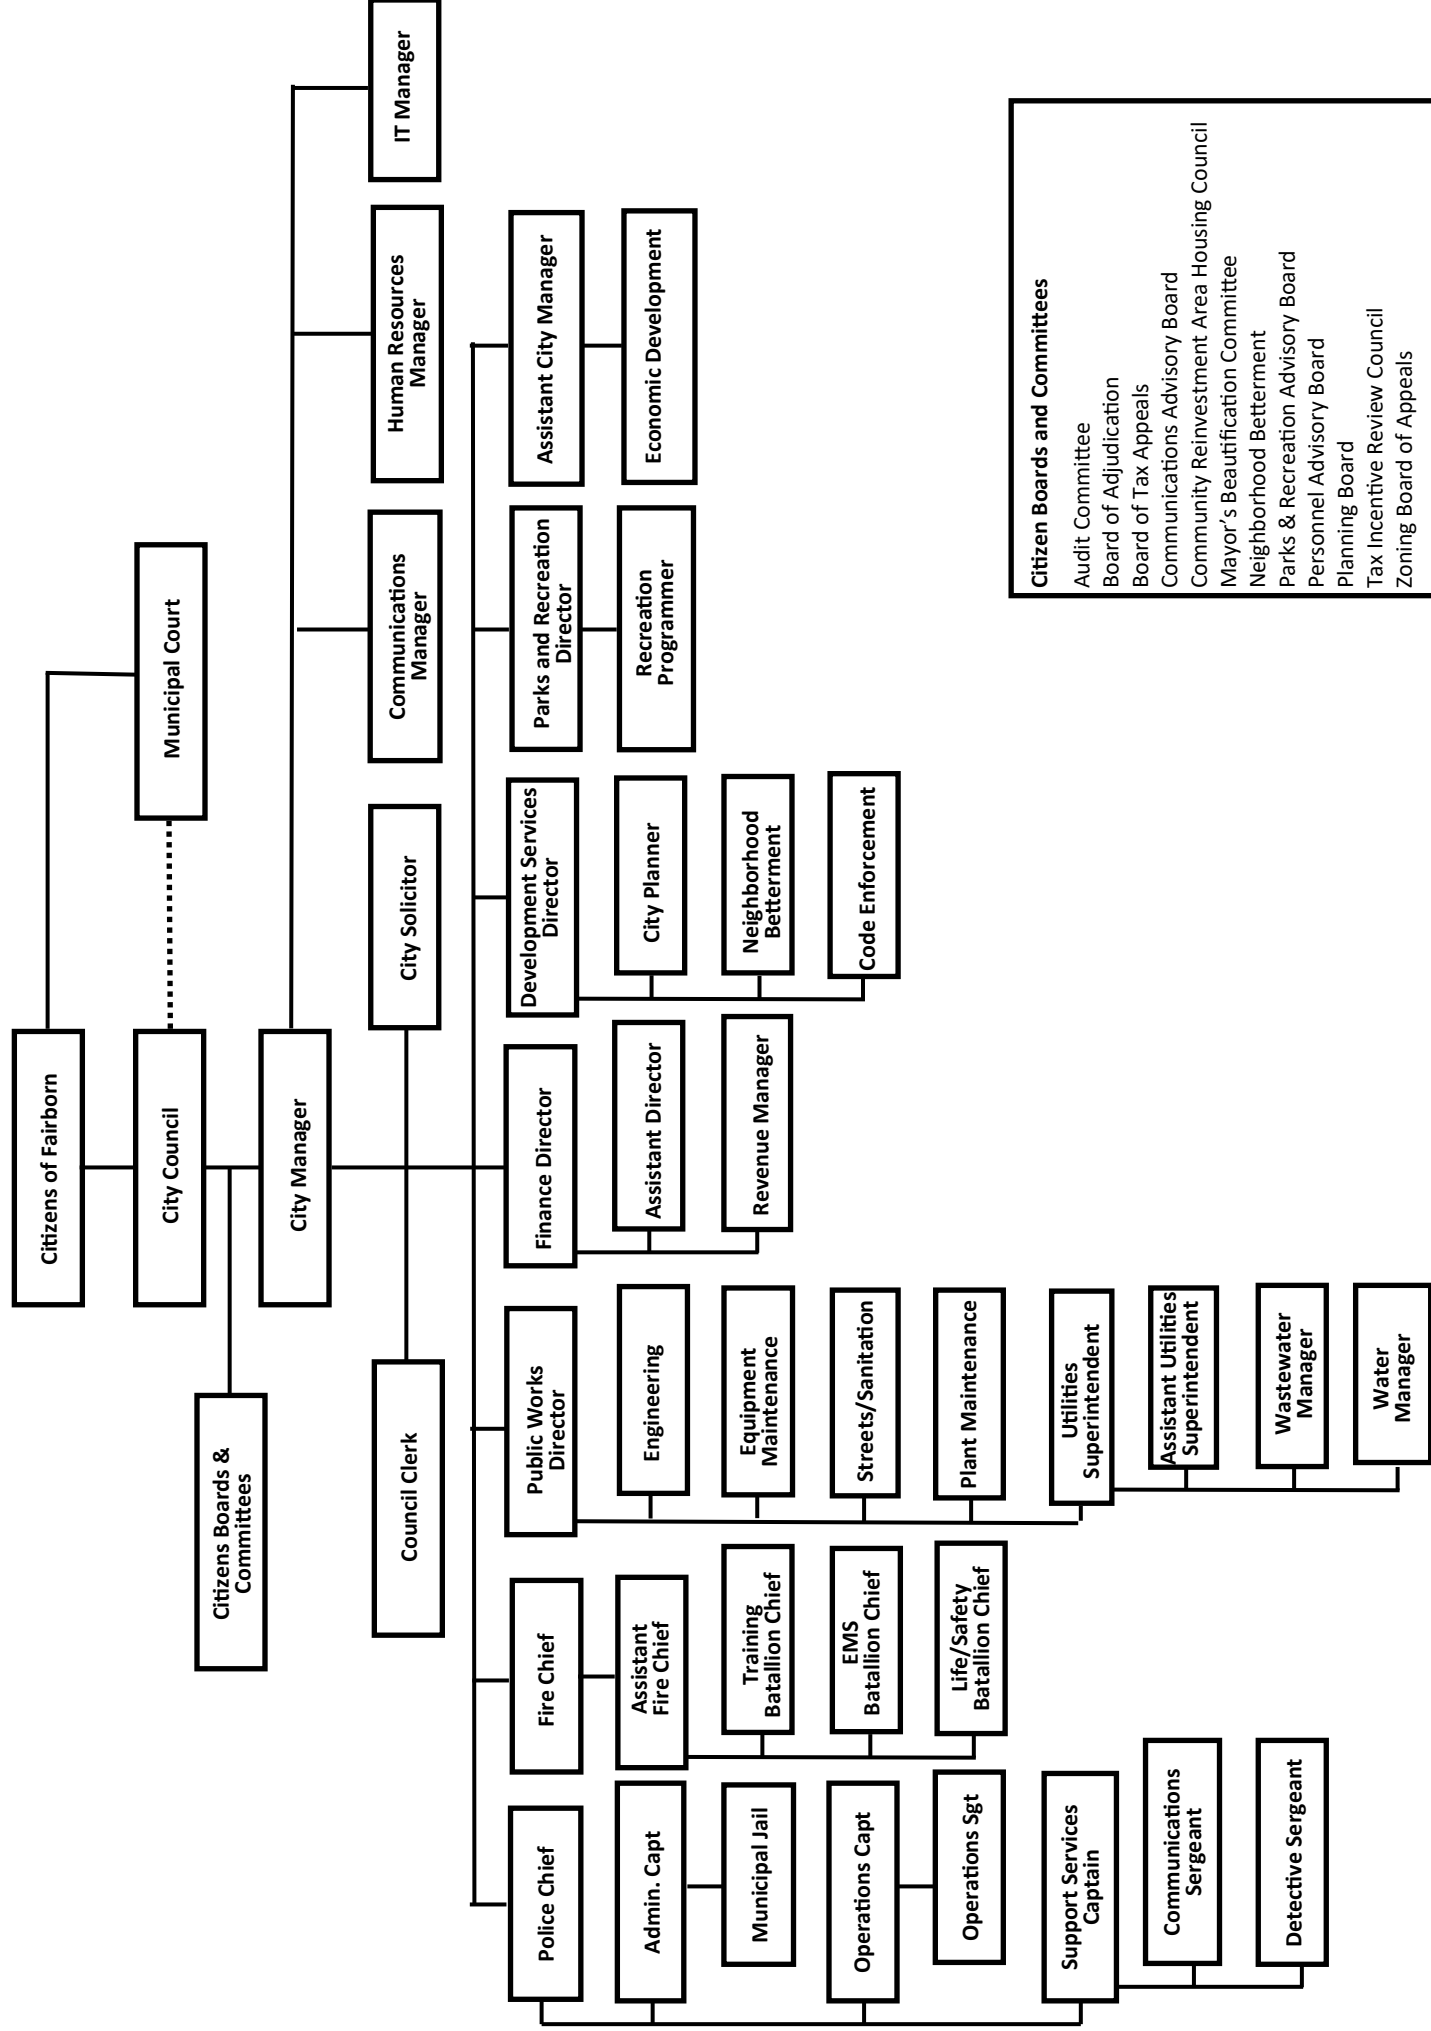 Citizens of Fairborn
Municipal Court
City Council
Citizens Boards &
Committees
City Manager
Council Clerk
City Solicitor
Communications
Manager
Human Resources
Manager
IT Manager
Police Chief
Fire Chief
Public Works
Director
Finance Director
Development Services
Director
Parks and Recreation
Director
Assistant City Manager
Admin. Capt
Municipal Jail
Operations Capt
Operations Sgt
Support Services
Captain
Communications
Sergeant
Detective Sergeant
Assistant
Fire Chief
Training
Batallion Chief
EMS
Batallion Chief
Life/Safety
Batallion Chief
Engineering
Equipment
Maintenance
Streets/Sanitation
Plant Maintenance
Utilities
Superintendent
Assistant Utilities
Superintendent
Wastewater
Manager
Water
Manager
Assistant Director
Revenue Manager
City Planner
Neighborhood
Betterment
Code Enforcement
Recreation
Programmer
Economic Development
Citizen Boards and Committees
Audit Committee
Board of Adjudication
Board of Tax Appeals
Communications Advisory Board
Community Reinvestment Area Housing Council
Mayor's Beautification Committee
Neighborhood Betterment
Parks & Recreation Advisory Board
Personnel Advisory Board
Planning Board
Tax Incentive Review Council
Zoning Board of Appeals